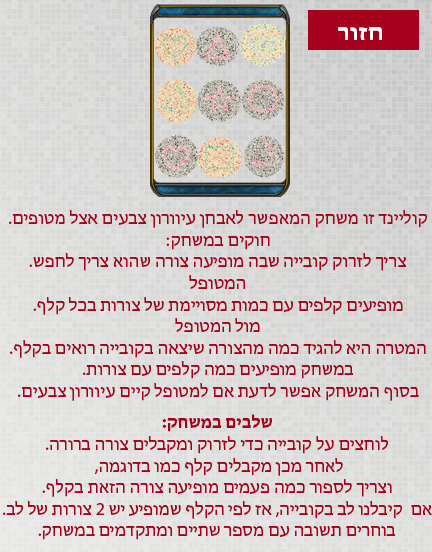 חזור
קוליינד זו משחק המאפשר לאבחן עיוורון צבעים אצל מטופים.
חוקים במשחק:
צריך לזרוק קובייה שבה מופיעה צורה שהוא צריך לחפש.
המטופל
מופיעים קלפים עם כמות מסויימת של צורות בכל קלף.
מול המטופל
המטרה היא להגיד כמה מהצורה שיצאה בקובייה רואים בקלף.
במשחק מופיעים כמה קלפים עם צורות.
בסוף המשחק אפשר לדעת אם למטופל קיים עיוורון צבעים.
שלבים במשחק:
לוחצים על קובייה כדי לזרוק ומקבלים צורה ברורה.
לאחר מכן מקבלים קלף כמו בדוגמה,
וצריך לספור כמה פעמים מופיעה צורה הזאת בקלף.
אם קיבלנו לב בקובייה, אז לפי הקלף שמופיע יש 2 צורות של לב.
בוחרים תשובה עם מספר שתיים ומתקדמים במשחק.